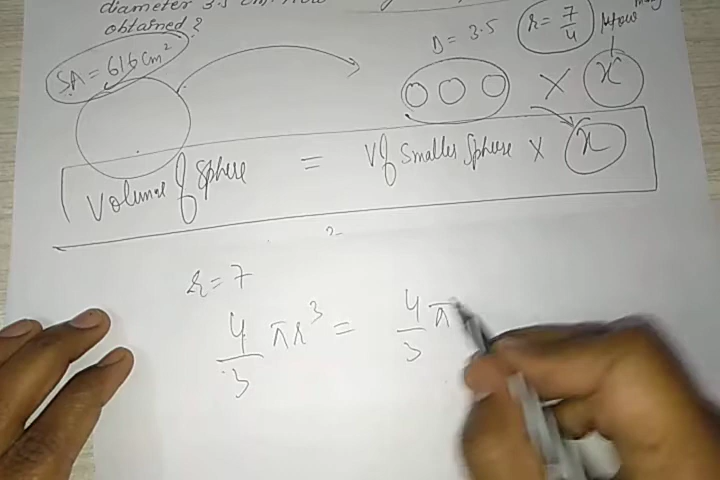 diameter 3.5 cm. how many
obtained?
SA = 616 cm²
D = 3.5
r = 7/4
x
× x
Volume of Sphere = V of Smaller Sphere × x
r = 7
4/3 πr³ = 4/3 π